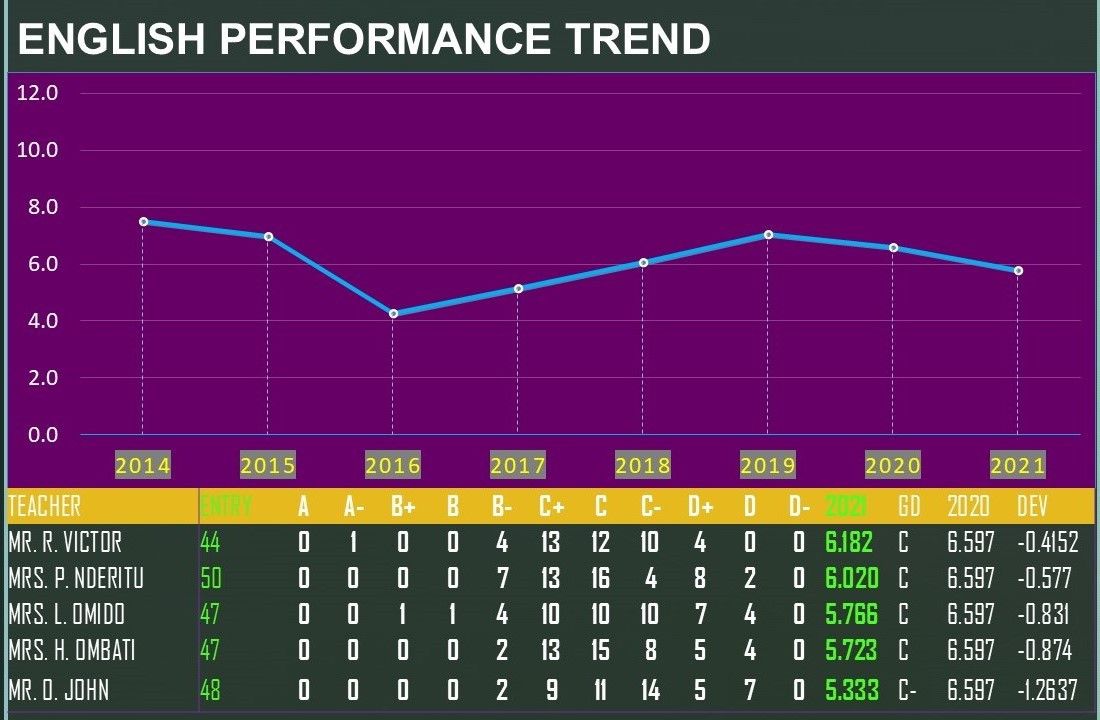 ENGLISH PERFORMANCE TREND
12.0
10.0
8.0
6.0
4.0
2.0
0.0
2014 2015 2016 2017 2018 2019 2020 2021
TEACHER ENTRY A A- B+ B B- C+ C C- D+ D D- 2021 GD 2020 DEV
MR. R. VICTOR 44 0 1 0 0 4 13 12 10 4 0 0 6.182 C 6.597 -0.4152
MRS. P. NDERITU 50 0 0 0 0 7 13 16 4 8 2 0 6.020 C 6.597 -0.577
MRS. L. OMIDO 47 0 0 1 1 4 10 10 10 7 4 0 5.766 C 6.597 -0.831
MRS. H. OMBATI 47 0 0 0 0 2 13 15 8 5 4 0 5.723 C 6.597 -0.874
MR. O. JOHN 48 0 0 0 0 2 9 11 14 5 7 0 5.333 C- 6.597 -1.2637